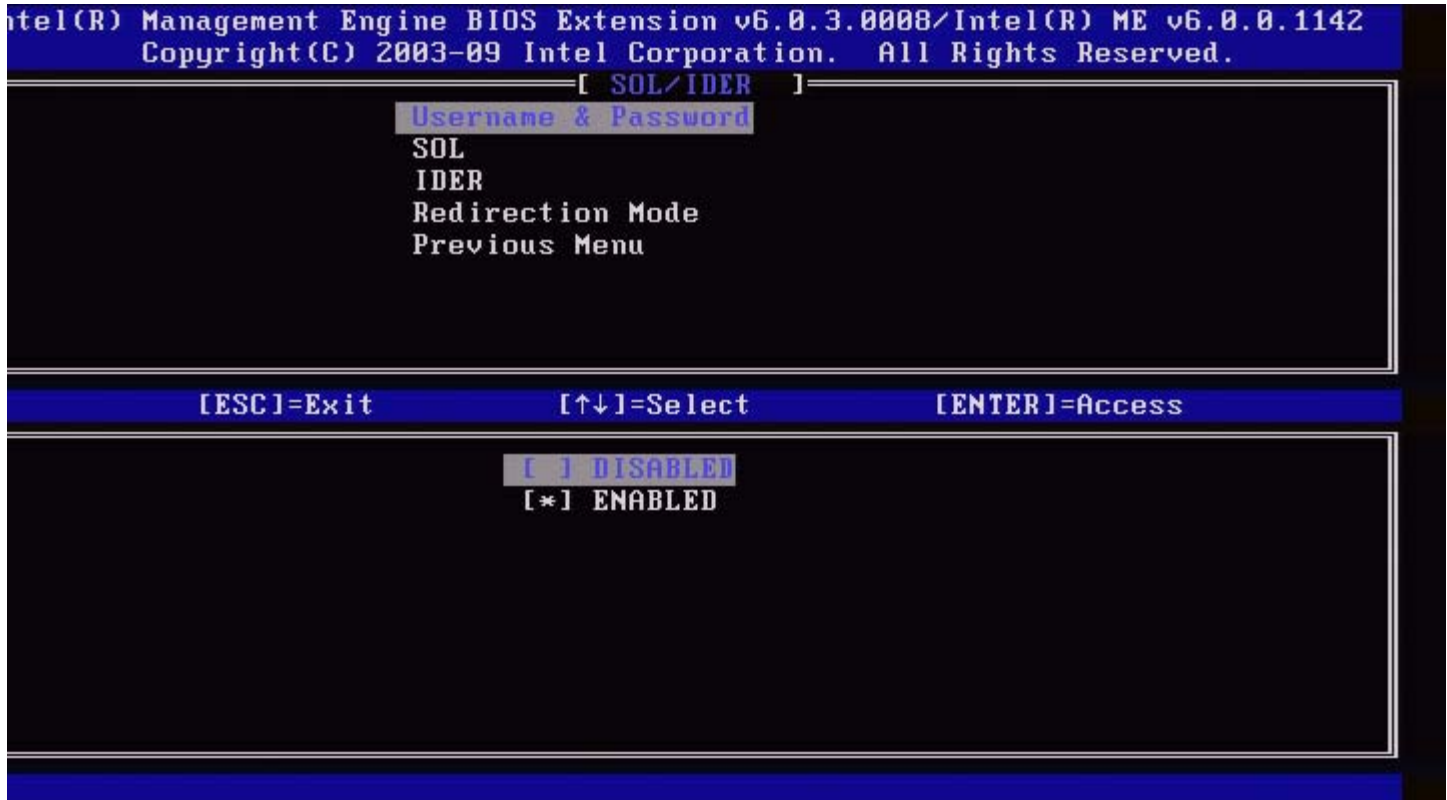 ntel(R) Management Engine BIOS Extension v6.0.3.0008/Intel(R) ME v6.0.0.1142
Copyright(C) 2003-09 Intel Corporation. All Rights Reserved.
[ SOL/IDER ]
Username & Password
SOL
IDER
Redirection Mode
Previous Menu
[ESC]=Exit [↑↓]=Select [ENTER]=Access
[ ] DISABLED
[*] ENABLED